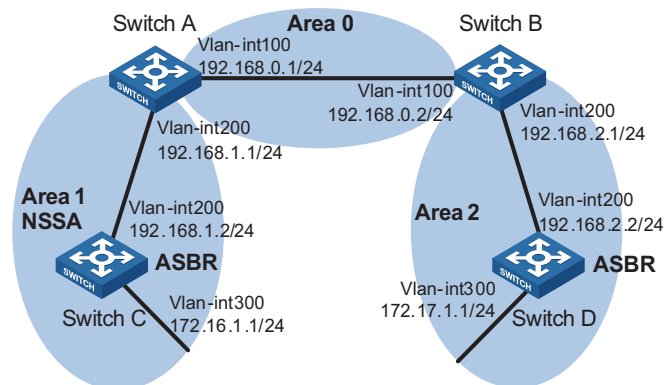 Switch A
Area 0
Switch B
Vlan-int100
192.168.0.1/24
Vlan-int100
192.168.0.2/24
SWITCH
SWITCH
Vlan-int200
192.168.1.1/24
Vlan-int200
192.168.2.1/24
Area 1
NSSA
Vlan-int200
192.168.1.2/24
Area 2
Vlan-int200
192.168.2.2/24
SWITCH
ASBR
SWITCH
ASBR
Vlan-int300
172.16.1.1/24
Vlan-int300
172.17.1.1/24
Switch C
Switch D